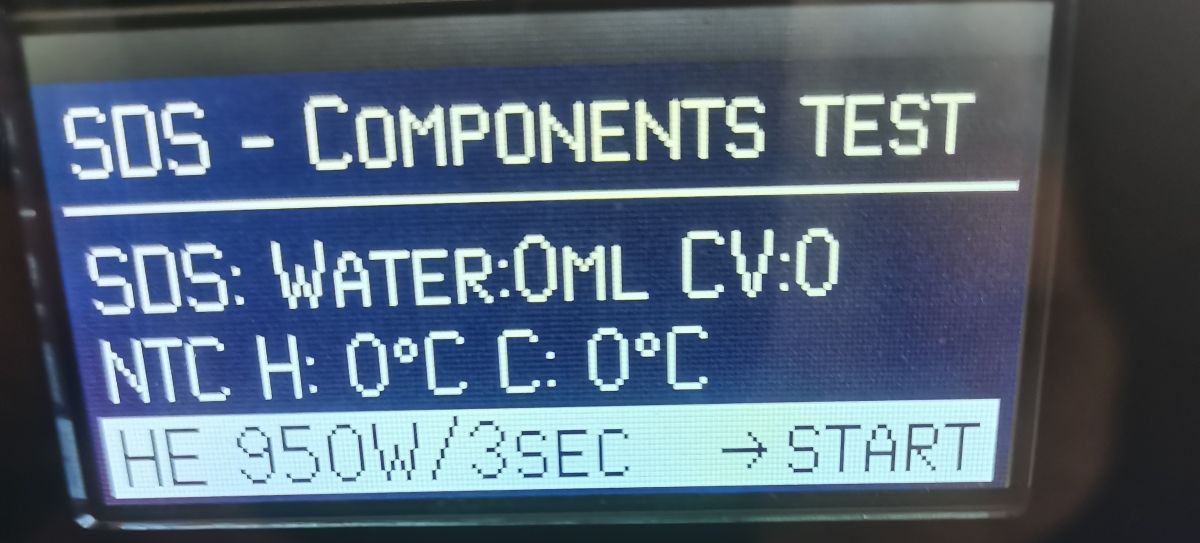 SDS - COMPONENTS TEST
SDS: WATER:0ML CV:0
NTC H: 0°C C: 0°C
HE 950W/3SEC → START